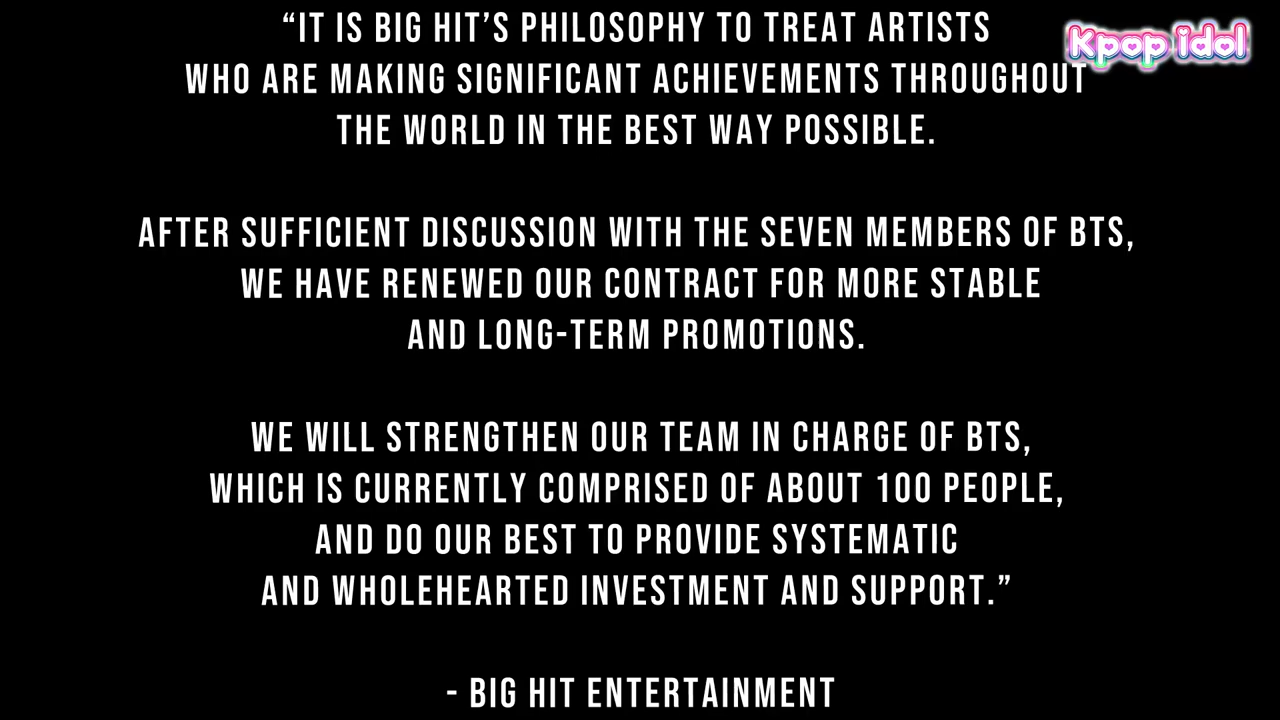 “IT IS BIG HIT’S PHILOSOPHY TO TREAT ARTISTS
Kpop idol
WHO ARE MAKING SIGNIFICANT ACHIEVEMENTS THROUGHOUT
THE WORLD IN THE BEST WAY POSSIBLE.
AFTER SUFFICIENT DISCUSSION WITH THE SEVEN MEMBERS OF BTS,
WE HAVE RENEWED OUR CONTRACT FOR MORE STABLE
AND LONG-TERM PROMOTIONS.
WE WILL STRENGTHEN OUR TEAM IN CHARGE OF BTS,
WHICH IS CURRENTLY COMPRISED OF ABOUT 100 PEOPLE,
AND DO OUR BEST TO PROVIDE SYSTEMATIC
AND WHOLEHEARTED INVESTMENT AND SUPPORT.”
- BIG HIT ENTERTAINMENT